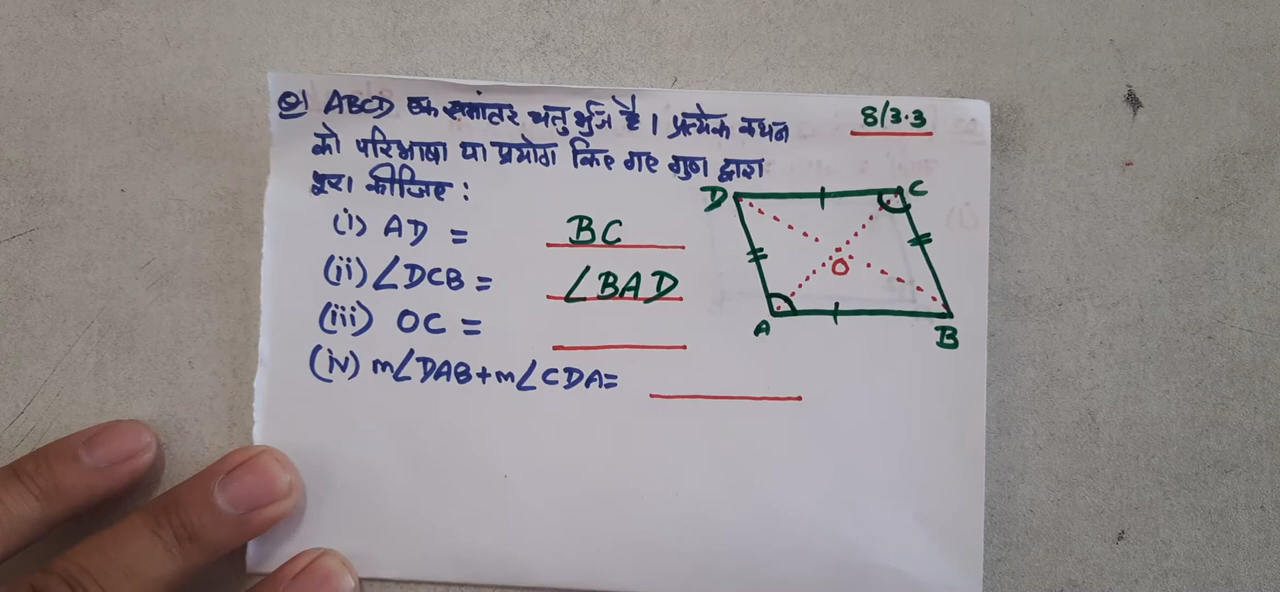 Q1 ABCD एक समांतर चतुर्भुज है। प्रत्येक कथन
8/3.3
को परिभाषा या प्रयोग किए गए गुण द्वारा
पूरा कीजिए:
(i) AD = BC
(ii) ∠DCB = ∠BAD
(iii) OC =
(iv) m∠DAB+m∠CDA=
D C
O
A B